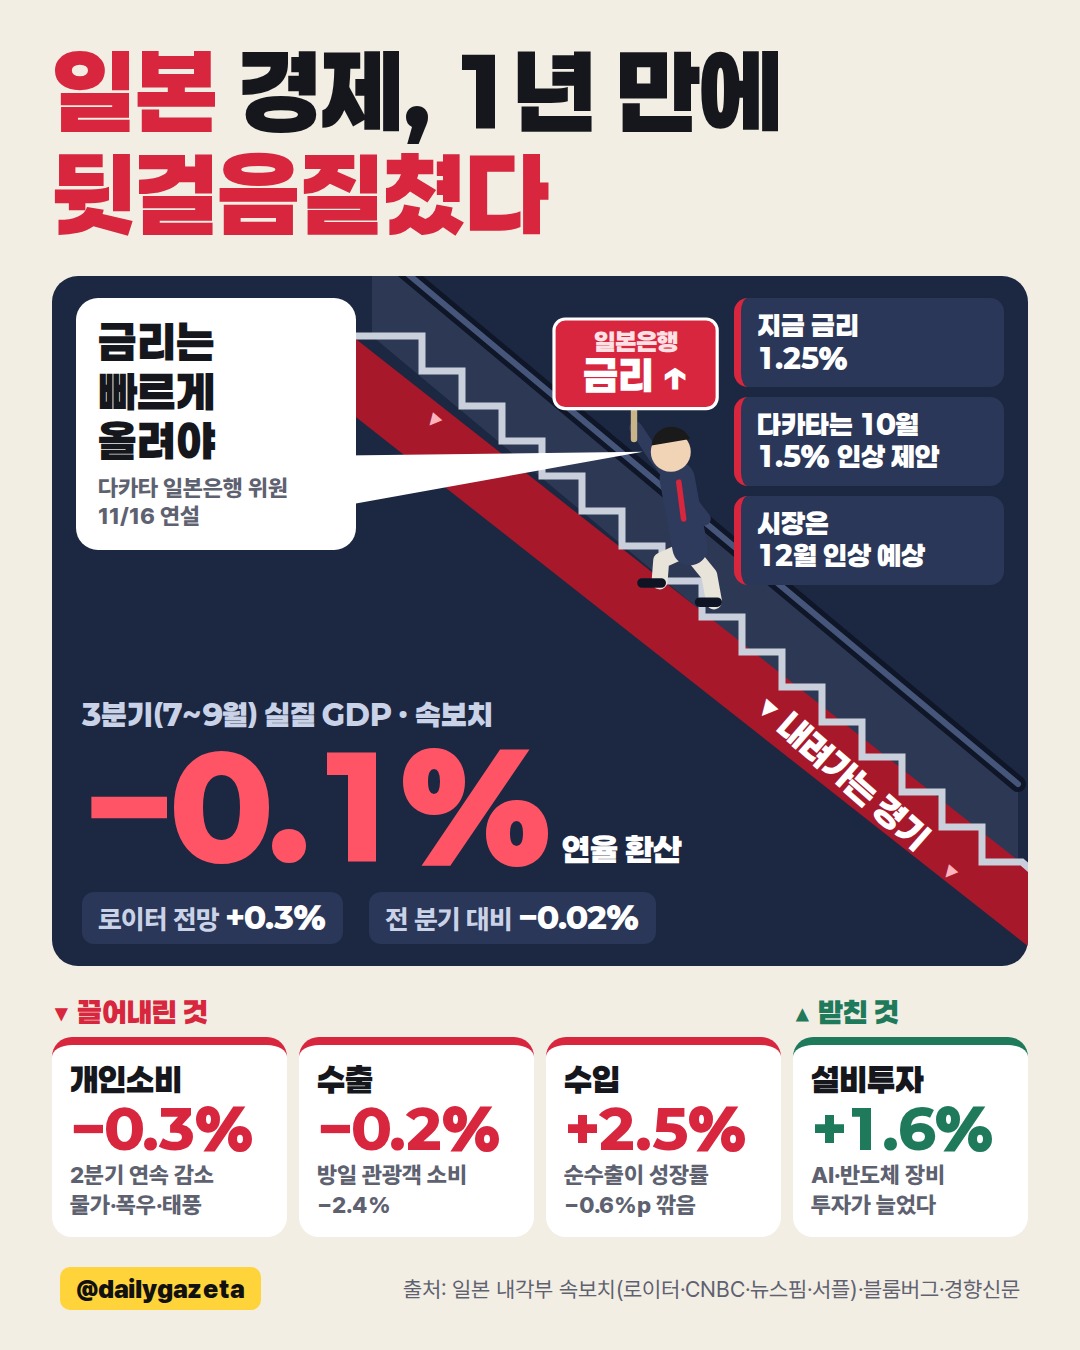 일본 경제, 1년 만에
뒷걸음질쳤다
금리는
빠르게
올려야
다카타 일본은행 위원
11/16 연설
일본은행
금리 ↑
지금 금리
1.25%
다카타는 10월
1.5% 인상 제안
시장은
12월 인상 예상
▼ 내려가는 경기
3분기(7~9월) 실질 GDP · 속보치
−0.1% 연율 환산
로이터 전망 +0.3%
전 분기 대비 −0.02%
▼ 끌어내린 것
개인소비
−0.3%
2분기 연속 감소
물가·폭우·태풍
수출
−0.2%
방일 관광객 소비
−2.4%
수입
+2.5%
순수출이 성장률
−0.6%p 깎음
▲ 받친 것
설비투자
+1.6%
AI·반도체 장비
투자가 늘었다
@dailygazeta
출처: 일본 내각부 속보치(로이터·CNBC·뉴스핌·서플)·블룸버그·경향신문